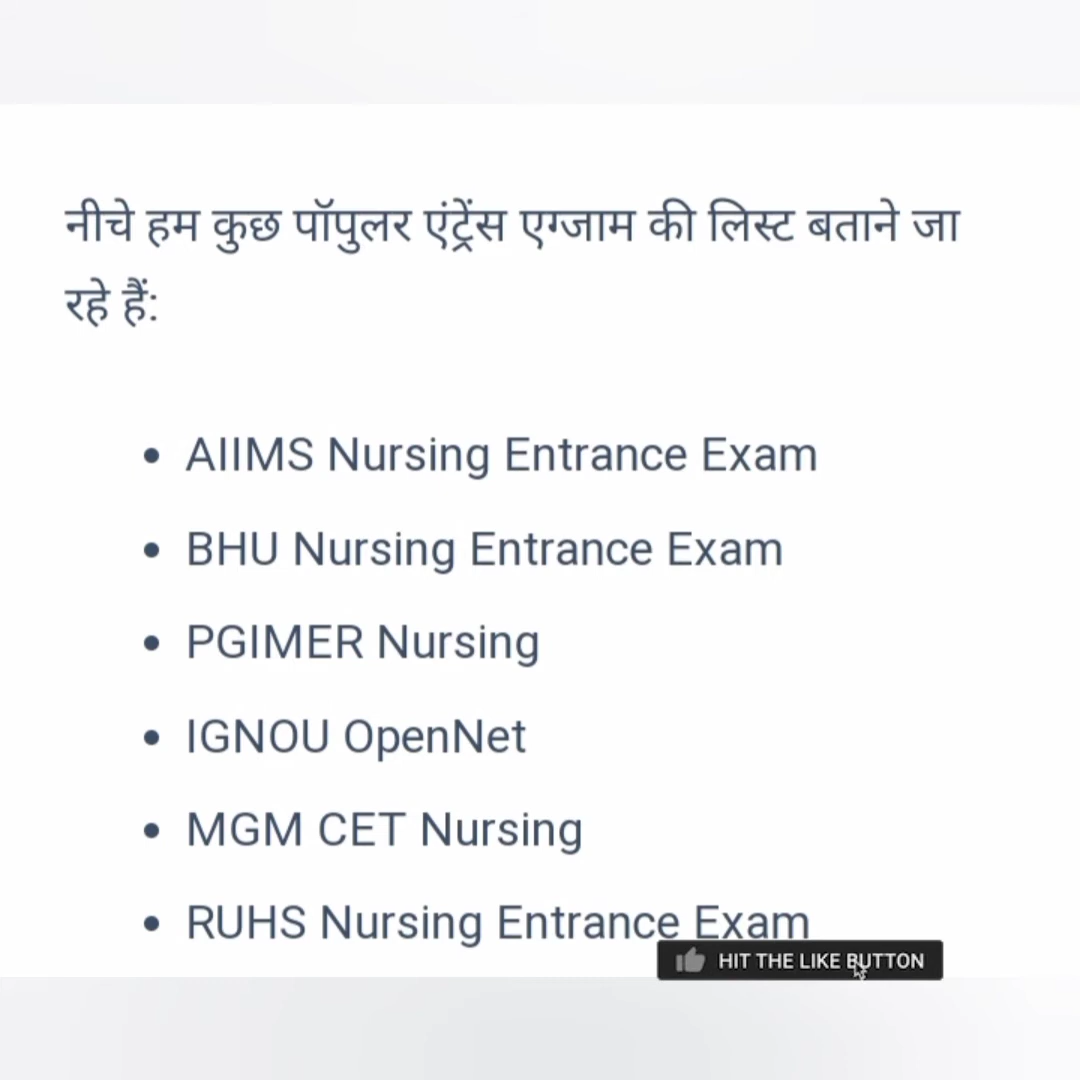 नीचे हम कुछ पॉपुलर एंट्रेंस एग्जाम की लिस्ट बताने जा
रहे हैं:
• AIIMS Nursing Entrance Exam
• BHU Nursing Entrance Exam
• PGIMER Nursing
• IGNOU OpenNet
• MGM CET Nursing
• RUHS Nursing Entrance Exam
HIT THE LIKE BUTTON